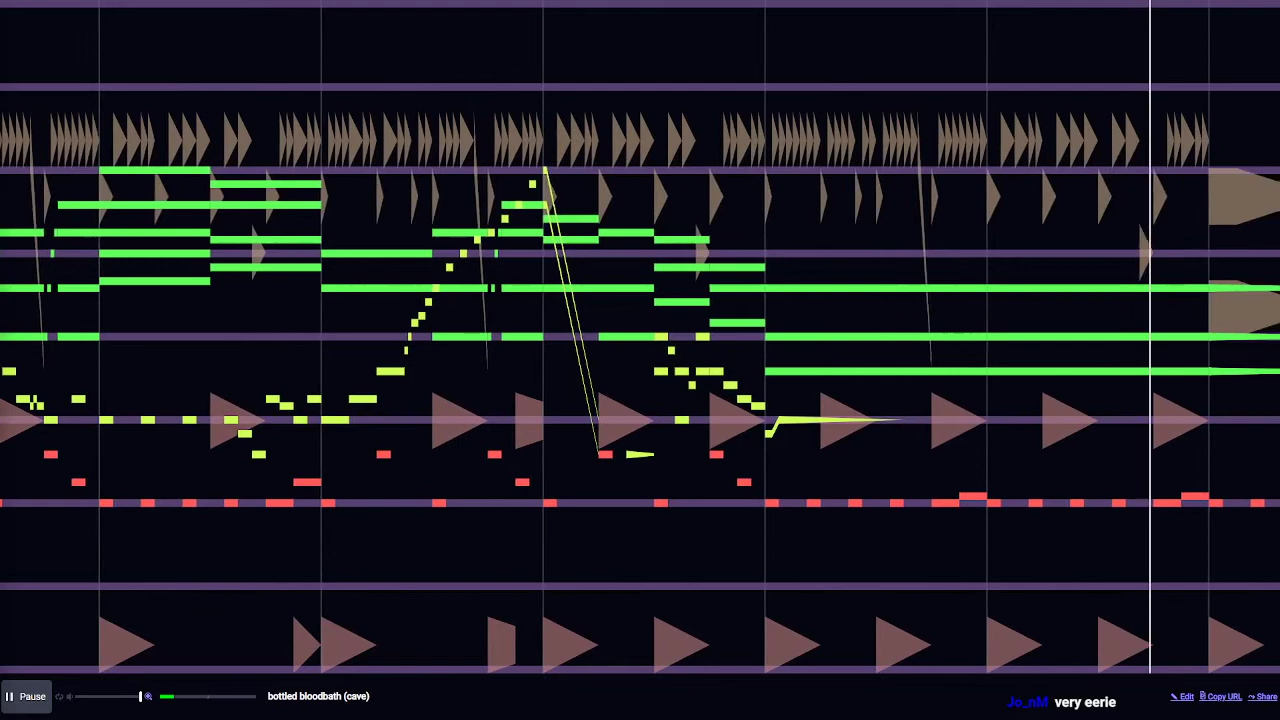 Pause
bottled bloodbath (cave)
Jo_nM very eerie
Edit
Copy URL
Share